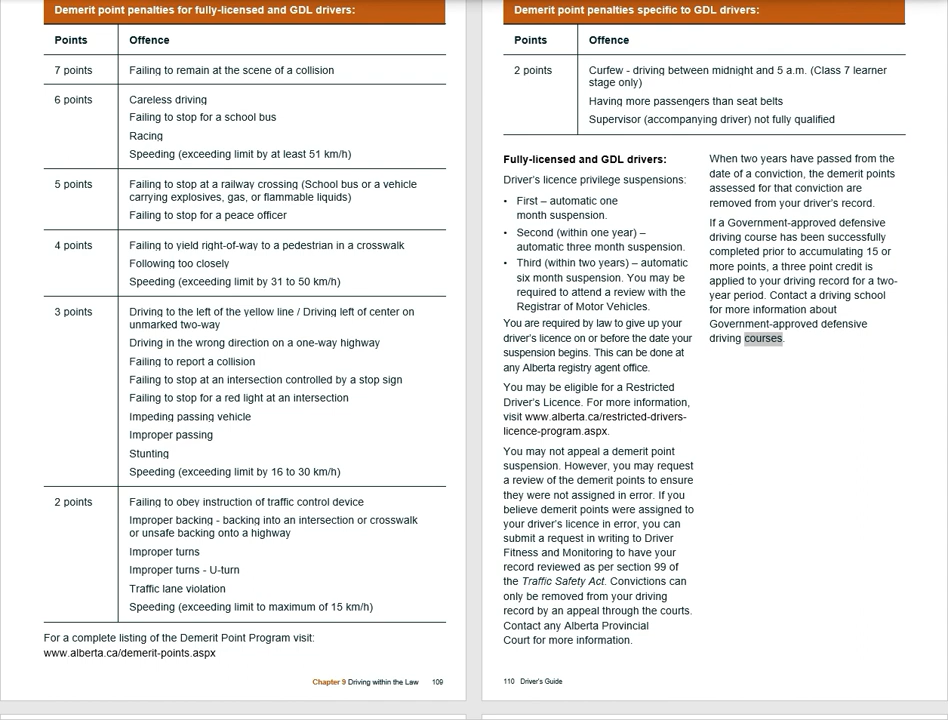 Demerit point penalties for fully-licensed and GDL drivers:
Points Offence
7 points Failing to remain at the scene of a collision
6 points Careless driving
Failing to stop for a school bus
Racing
Speeding (exceeding limit by at least 51 km/h)
5 points Failing to stop at a railway crossing (School bus or a vehicle
carrying explosives, gas, or flammable liquids)
Failing to stop for a peace officer
4 points Failing to yield right-of-way to a pedestrian in a crosswalk
Following too closely
Speeding (exceeding limit by 31 to 50 km/h)
3 points Driving to the left of the yellow line / Driving left of center on
unmarked two-way
Driving in the wrong direction on a one-way highway
Failing to report a collision
Failing to stop at an intersection controlled by a stop sign
Failing to stop for a red light at an intersection
Impeding passing vehicle
Improper passing
Stunting
Speeding (exceeding limit by 16 to 30 km/h)
2 points Failing to obey instruction of traffic control device
Improper backing - backing into an intersection or crosswalk
or unsafe backing onto a highway
Improper turns
Improper turns - U-turn
Traffic lane violation
Speeding (exceeding limit to maximum of 15 km/h)
For a complete listing of the Demerit Point Program visit:
www.alberta.ca/demerit-points.aspx
Chapter 9 Driving within the Law 109
Demerit point penalties specific to GDL drivers:
Points Offence
2 points Curfew - driving between midnight and 5 a.m. (Class 7 learner
stage only)
Having more passengers than seat belts
Supervisor (accompanying driver) not fully qualified
Fully-licensed and GDL drivers:
Driver's licence privilege suspensions:
• First – automatic one
month suspension.
• Second (within one year) –
automatic three month suspension.
• Third (within two years) – automatic
six month suspension. You may be
required to attend a review with the
Registrar of Motor Vehicles.
You are required by law to give up your
driver's licence on or before the date your
suspension begins. This can be done at
any Alberta registry agent office.
You may be eligible for a Restricted
Driver's Licence. For more information,
visit www.alberta.ca/restricted-drivers-
licence-program.aspx.
You may not appeal a demerit point
suspension. However, you may request
a review of the demerit points to ensure
they were not assigned in error. If you
believe demerit points were assigned to
your driver's licence in error, you can
submit a request in writing to Driver
Fitness and Monitoring to have your
record reviewed as per section 99 of
the Traffic Safety Act. Convictions can
only be removed from your driving
record by an appeal through the courts.
Contact any Alberta Provincial
Court for more information.
When two years have passed from the
date of a conviction, the demerit points
assessed for that conviction are
removed from your driver's record.
If a Government-approved defensive
driving course has been successfully
completed prior to accumulating 15 or
more points, a three point credit is
applied to your driving record for a two-
year period. Contact a driving school
for more information about
Government-approved defensive
driving courses.
110 Driver's Guide